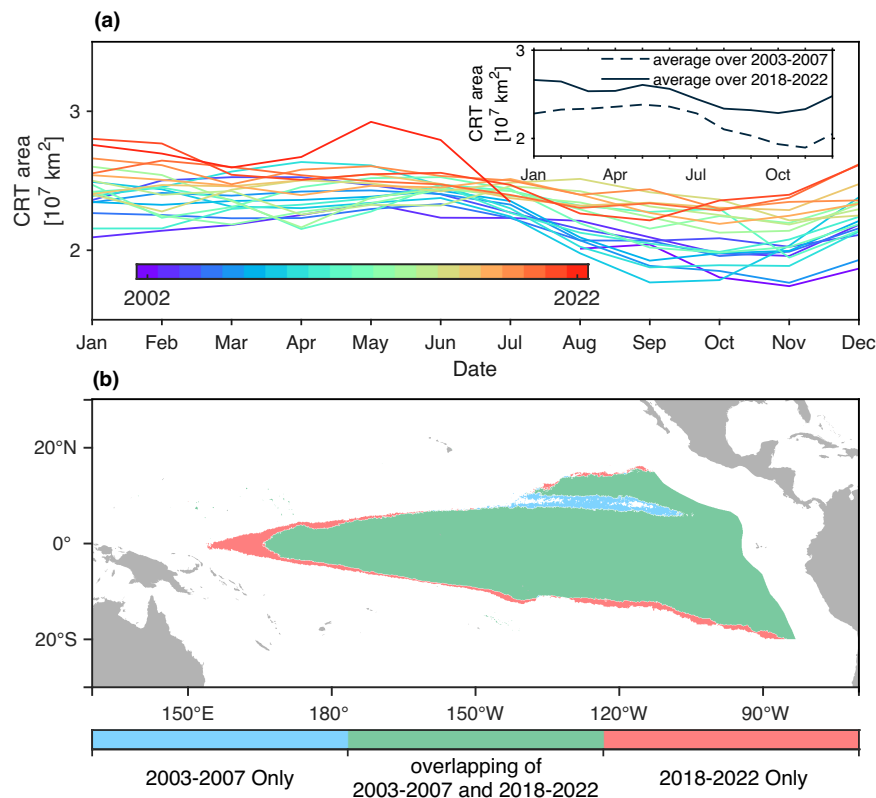 (a)
CRT area
[10⁷ km²]
3
2
2002
2022
Jan Feb Mar Apr May Jun Jul Aug Sep Oct Nov Dec
Date
CRT area
[10⁷ km²]
3
2
average over 2003-2007
average over 2018-2022
Jan Apr Jul Oct
(b)
20°N
0°
20°S
150°E 180° 150°W 120°W 90°W
2003-2007 Only
overlapping of
2003-2007 and 2018-2022
2018-2022 Only